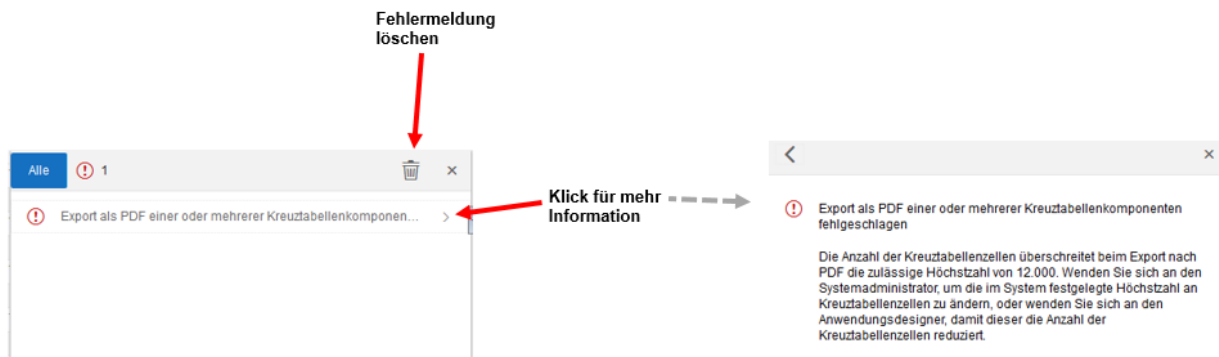 Fehlermeldung
löschen
Alle
1
×
Export als PDF einer oder mehrerer Kreuztabellenkomponen...
Klick für mehr
Information
×
Export als PDF einer oder mehrerer Kreuztabellenkomponenten
fehlgeschlagen
Die Anzahl der Kreuztabellenzellen überschreitet beim Export nach
PDF die zulässige Höchstzahl von 12.000. Wenden Sie sich an den
Systemadministrator, um die im System festgelegte Höchstzahl an
Kreuztabellenzellen zu ändern, oder wenden Sie sich an den
Anwendungsdesigner, damit dieser die Anzahl der
Kreuztabellenzellen reduziert.